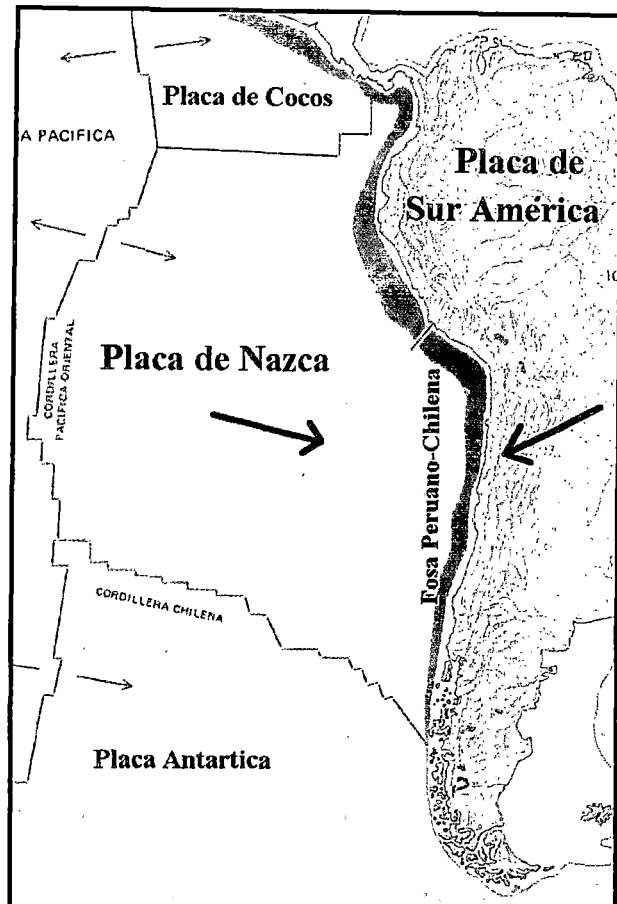 Placa de Cocos
A PACIFICA
Placa de
Sur América
CORDILLERA
PACIFICA ORIENTAL
Placa de Nazca
Fosa Peruano-Chilena
CORDILLERA CHILENA
Placa Antartica